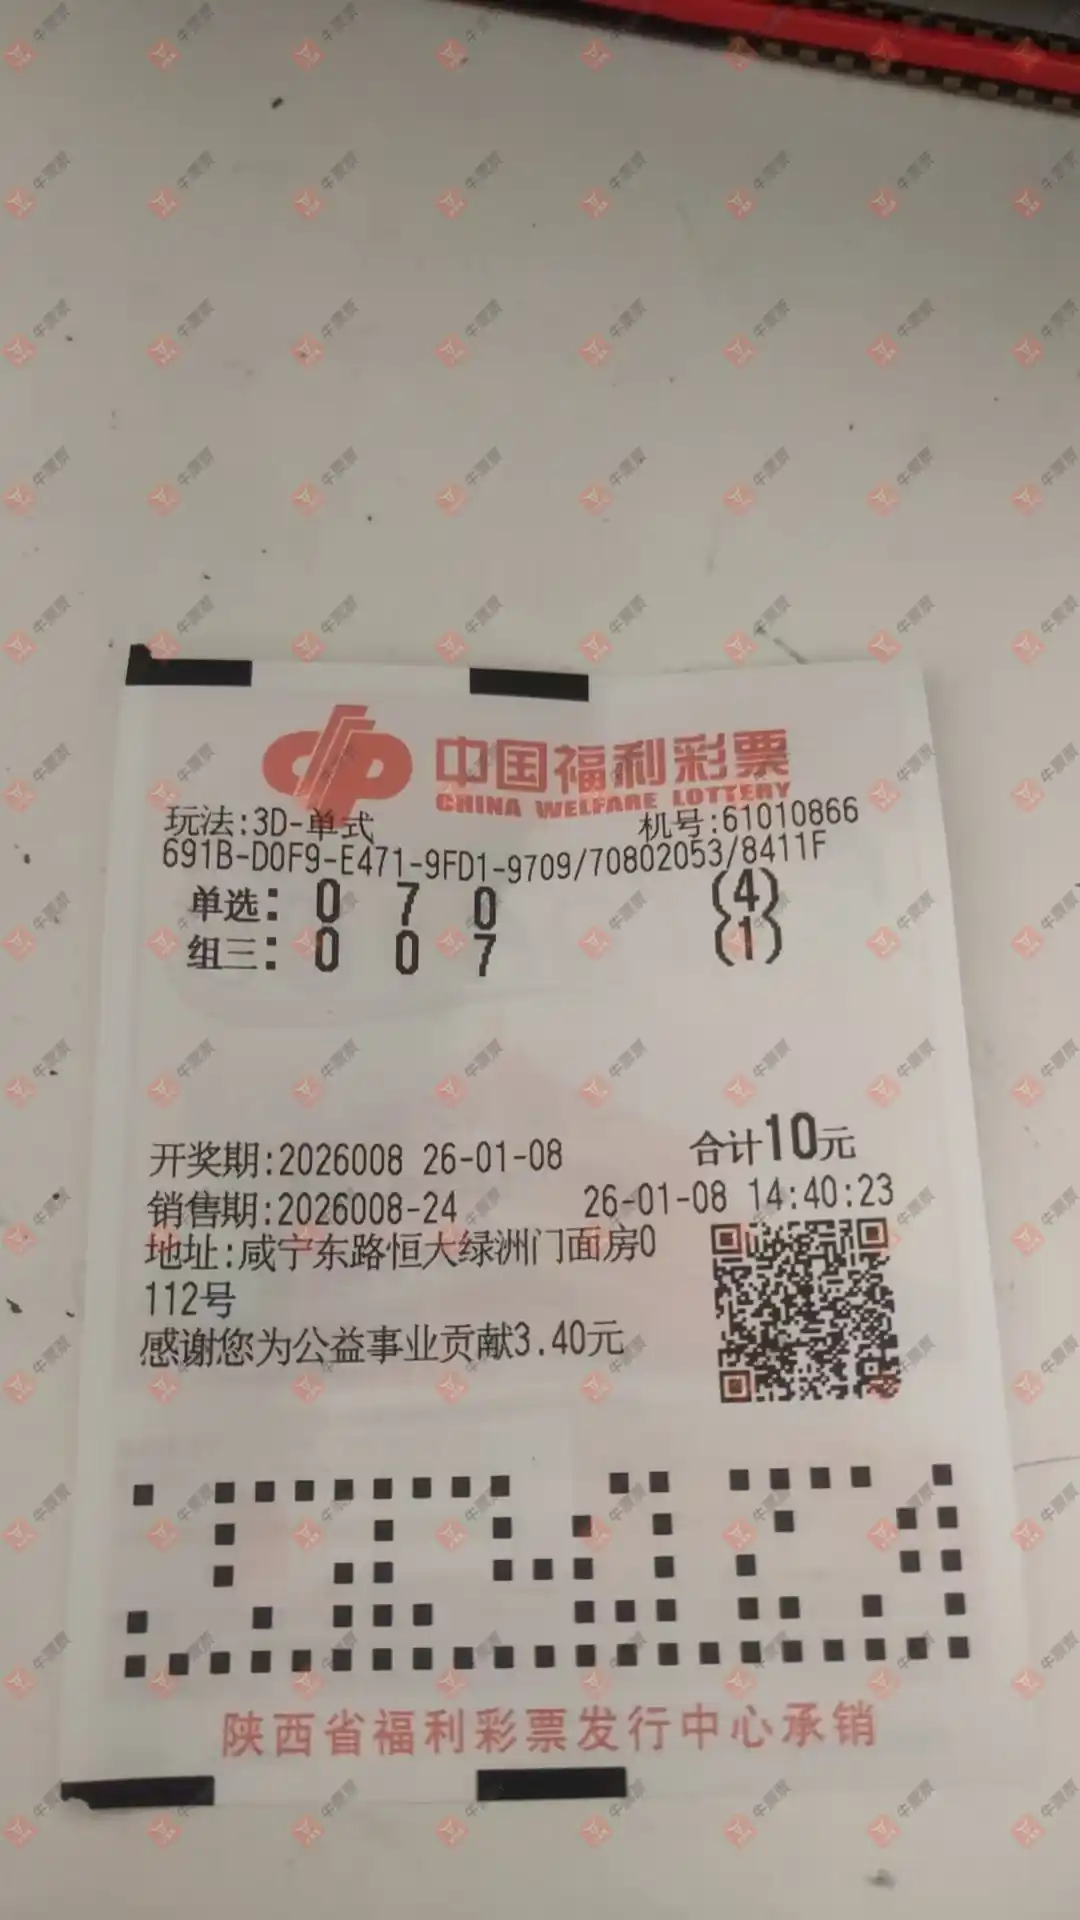 中国福利彩票
CHINA WELFARE LOTTERY
玩法:3D-单式 机号:61010866
691B-D0F9-E471-9FD1-9709/70802053/8411F
单选: 0 7 0 (4)
组三: 0 0 7 (1)
开奖期:2026008 26-01-08 合计10元
销售期:2026008-24 26-01-08 14:40:23
地址:咸宁东路恒大绿洲门面房0
112号
感谢您为公益事业贡献3.40元
陕西省福利彩票发行中心承销